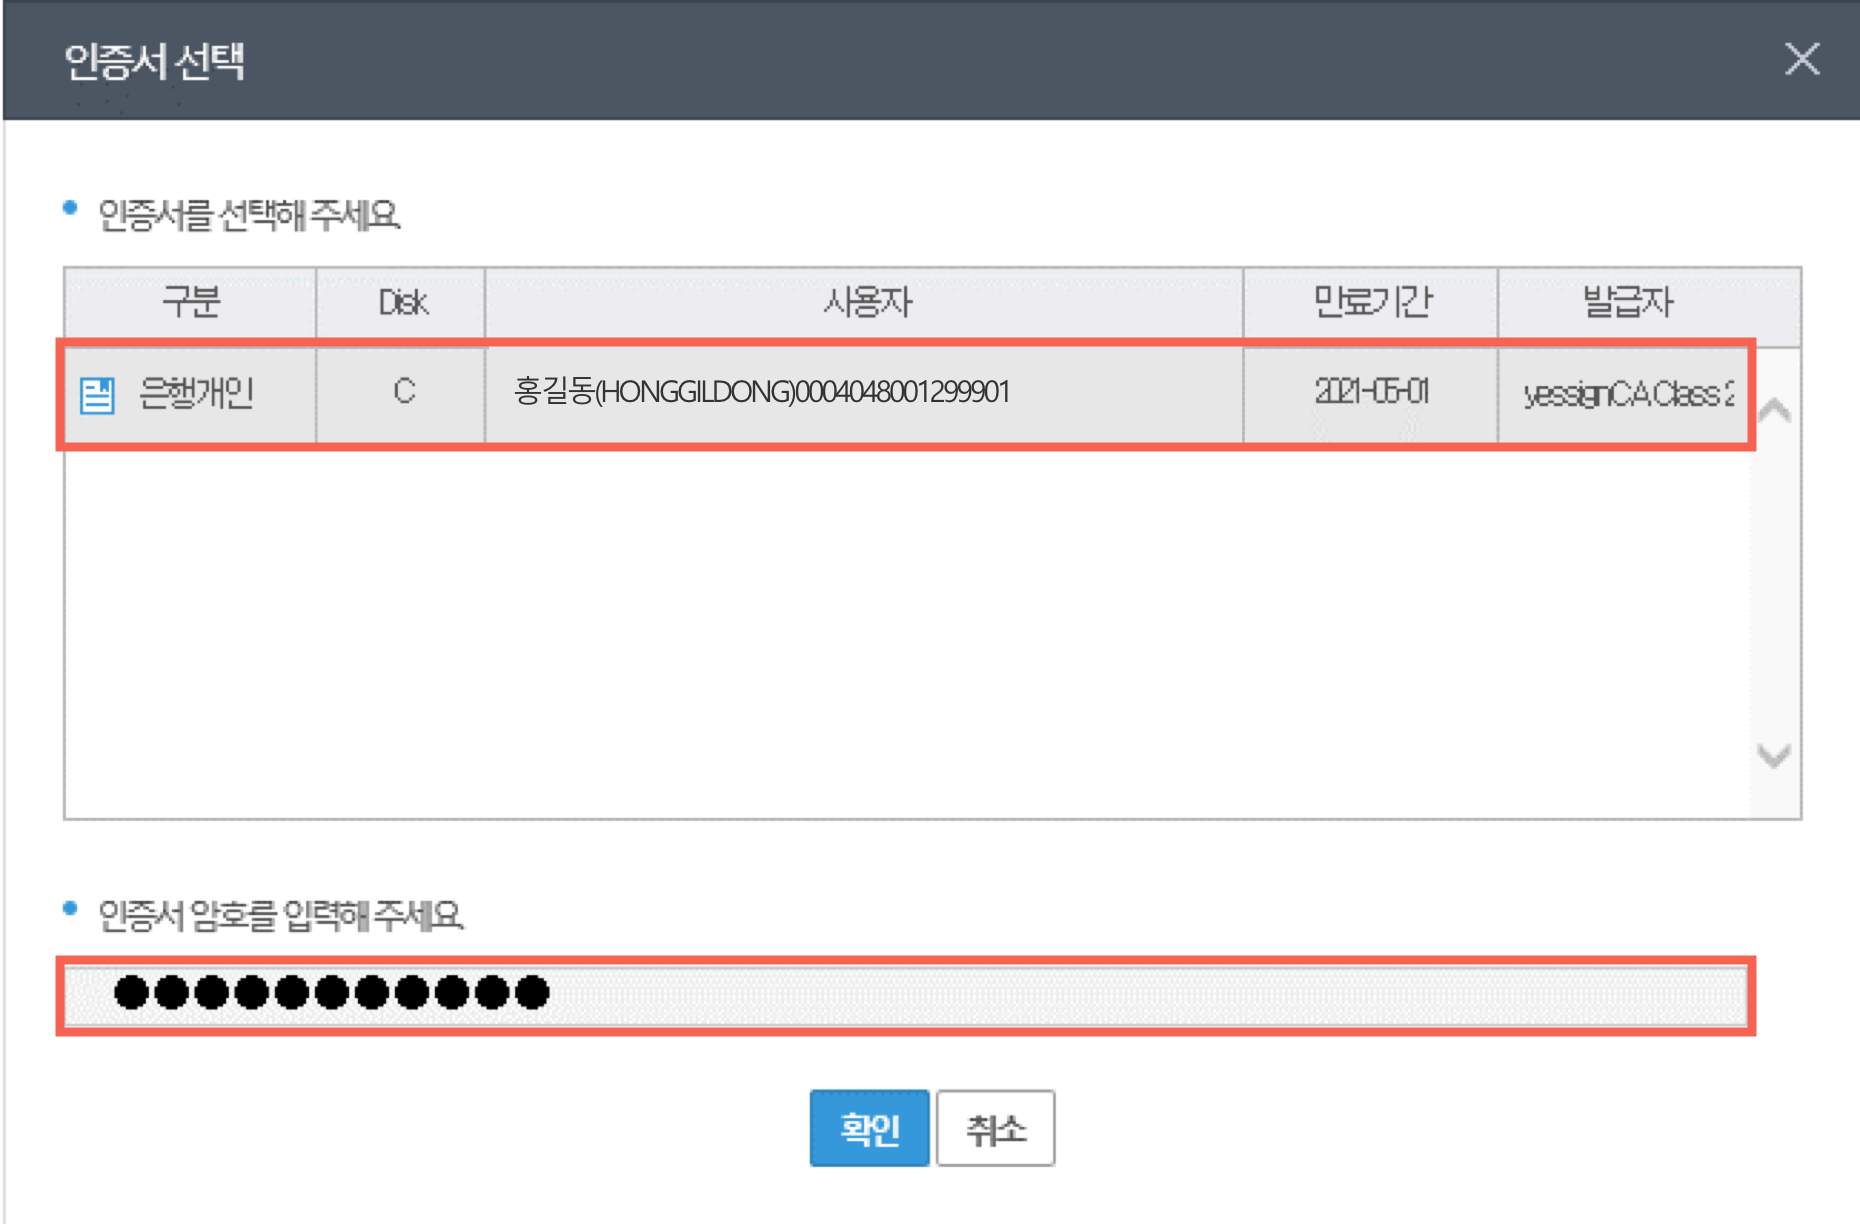 인증서 선택
인증서를 선택해 주세요.
구분 Disk 사용자 만료기간 발급자
은행개인 C 홍길동(HONGGILDONG)0004048001299901 2021-05-01 yessignCA Class 2
인증서 암호를 입력해 주세요.
●●●●●●●●●●●
확인 취소